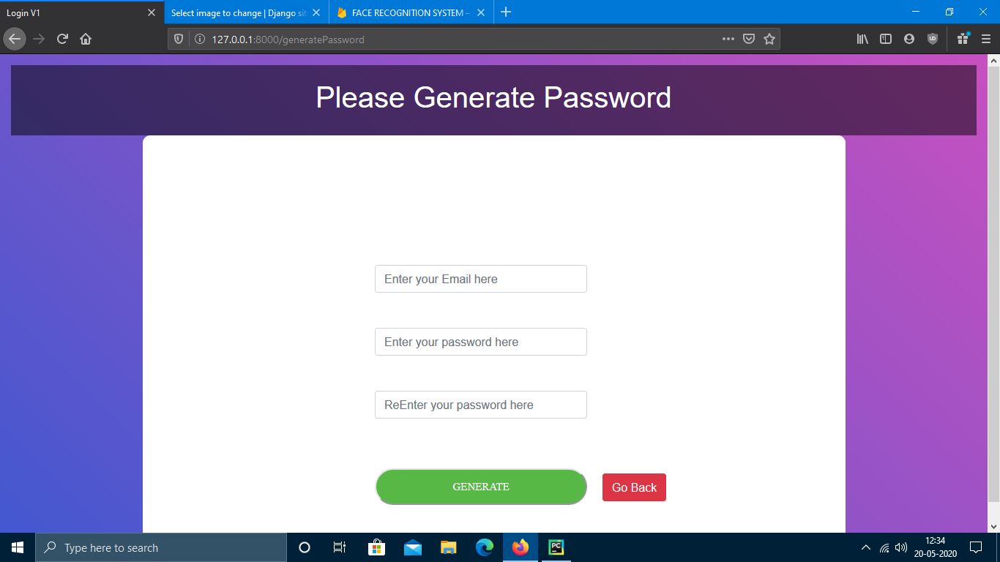 Login V1
Select image to change | Django sit
FACE RECOGNITION SYSTEM –
127.0.0.1:8000/generatePassword
Please Generate Password
Enter your Email here
Enter your password here
ReEnter your password here
GENERATE
Go Back
Type here to search
PC
12:34
20-05-2020